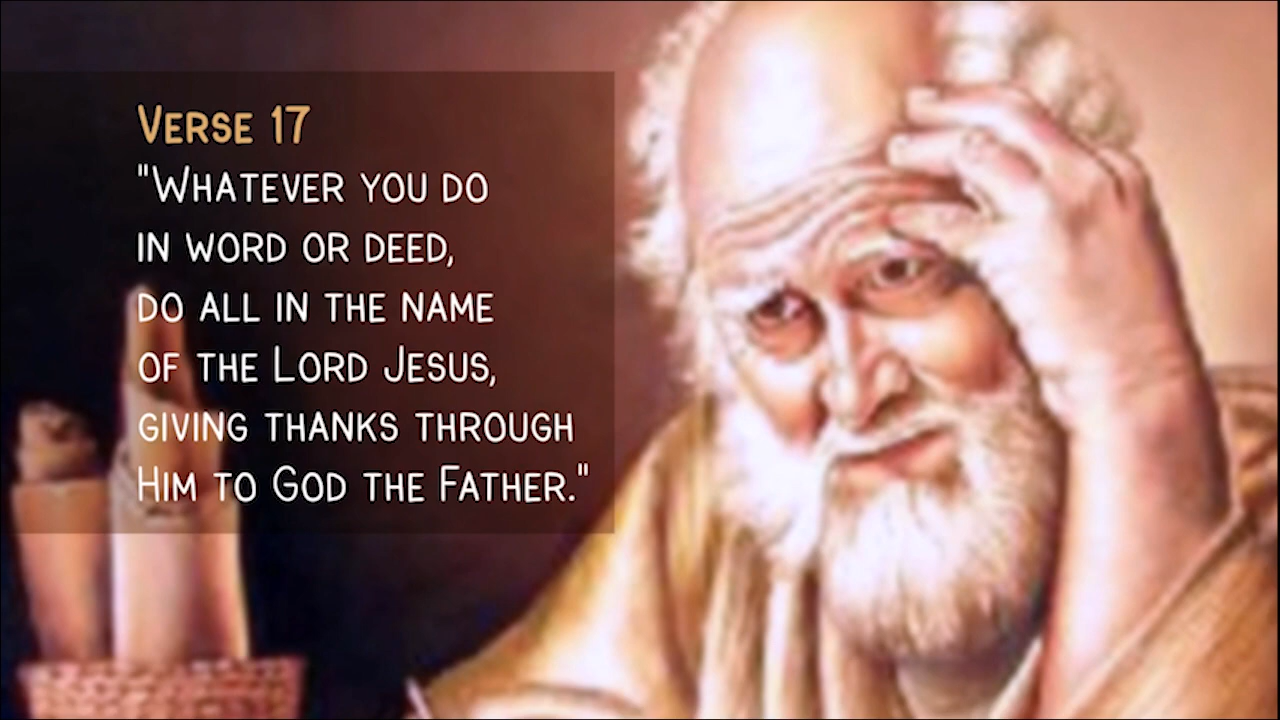 Verse 17
"Whatever you do
in word or deed,
do all in the name
of the Lord Jesus,
giving thanks through
Him to God the Father."